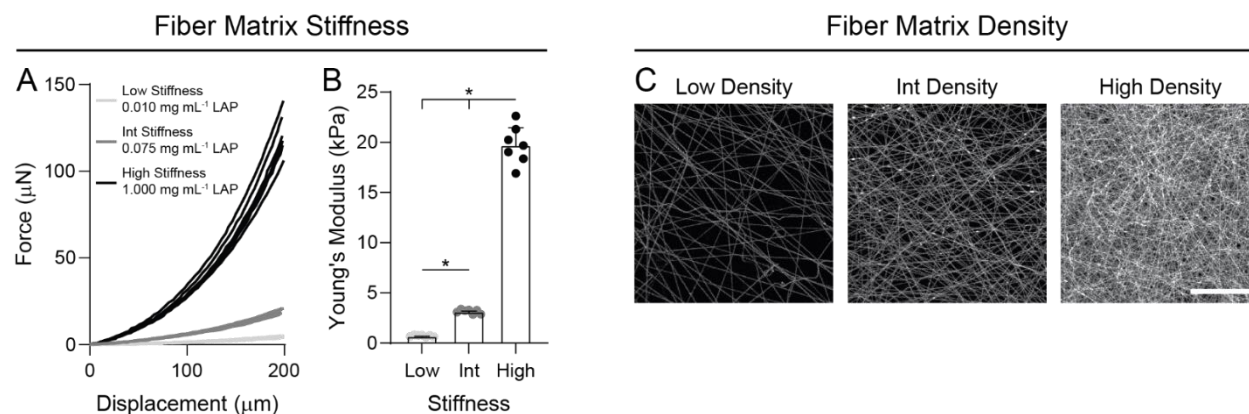 Fiber Matrix Stiffness
Fiber Matrix Density
A
150
100
50
0
Force (μN)
Low Stiffness
0.010 mg mL⁻¹ LAP
Int Stiffness
0.075 mg mL⁻¹ LAP
High Stiffness
1.000 mg mL⁻¹ LAP
0 100 200
Displacement (μm)
B
25
20
15
10
5
0
Young's Modulus (kPa)
*
*
Low Int High
Stiffness
C
Low Density
Int Density
High Density